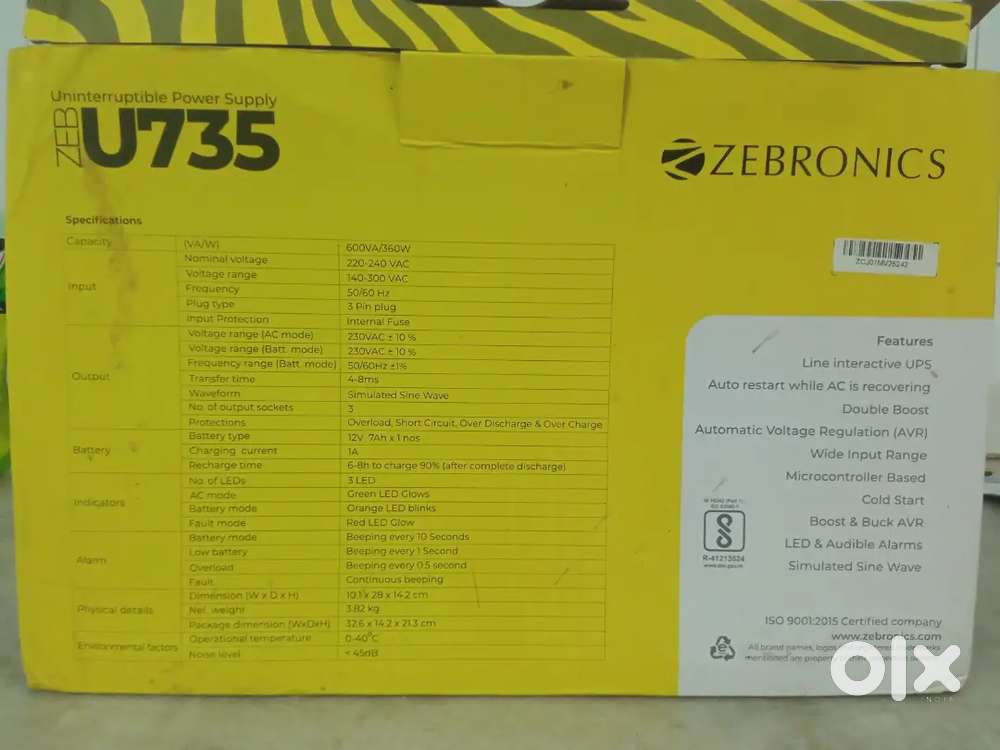 Uninterruptible Power Supply
ZEB U735
ZEBRONICS
Specifications
Capacity (VA/W) 600VA/360W
Input Nominal voltage 220-240 VAC
Voltage range 140-300 VAC
Frequency 50/60 Hz
Plug type 3 Pin plug
Input Protection Internal Fuse
Output Voltage range (AC mode) 230VAC ± 10 %
Voltage range (Batt. mode) 230VAC ± 10 %
Frequency range (Batt. mode) 50/60Hz ±1%
Transfer time 4-8ms
Waveform Simulated Sine Wave
No. of output sockets 3
Protections Overload, Short Circuit, Over Discharge & Over Charge
Battery Battery type 12V 7Ah x 1 nos
Charging current 1A
Recharge time 6-8h to charge 90% (after complete discharge)
Indicators No. of LEDs 3 LED
AC mode Green LED Glows
Battery mode Orange LED blinks
Fault mode Red LED Glow
Alarm Battery mode Beeping every 10 Seconds
Low battery Beeping every 1 Second
Overload Beeping every 0.5 second
Fault Continuous beeping
Physical details Dimension (W x D x H) 10.1 x 28 x 14.2 cm
Net. weight 3.82 kg
Package dimension (WxDxH) 32.6 x 14.2 x 21.3 cm
Environmental factors Operational temperature 0-40°C
Noise level < 45dB
Features
Line interactive UPS
Auto restart while AC is recovering
Double Boost
Automatic Voltage Regulation (AVR)
Wide Input Range
Microcontroller Based
Cold Start
Boost & Buck AVR
LED & Audible Alarms
Simulated Sine Wave
R-41213524
www.bis.gov.in
ISO 9001:2015 Certified company
www.zebronics.com
All brand names, logos
mentioned are
olx